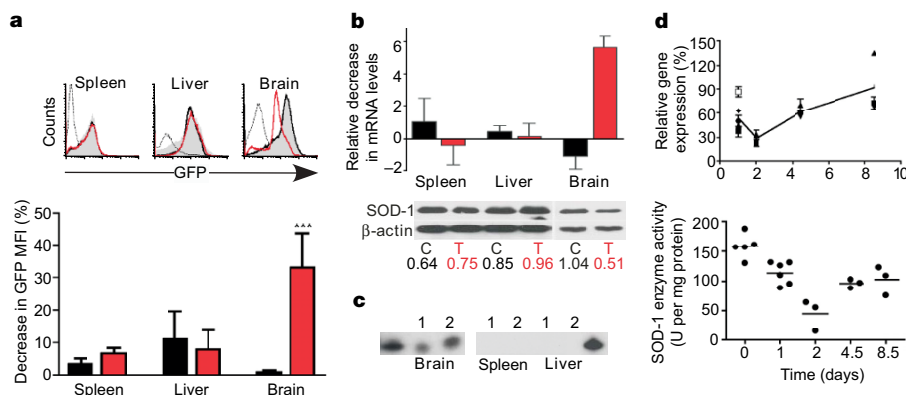 a
Spleen Liver Brain
Counts
GFP
Decrease in GFP MFI (%)
50
40
30
20
10
0
***
Spleen Liver Brain
b
Relative decrease
in mRNA levels
6
4
2
0
−2
Spleen Liver Brain
SOD-1
β-actin
C T C T C T
0.64 0.75 0.85 0.96 1.04 0.51
c
1 2 1 2 1 2
Brain Spleen Liver
d
Relative gene
expression (%)
150
90
60
30
0
0 2 4 6 8 10
SOD-1 enzyme activity
(U per mg protein)
200
150
100
50
0
0 1 2 4.5 8.5
Time (days)